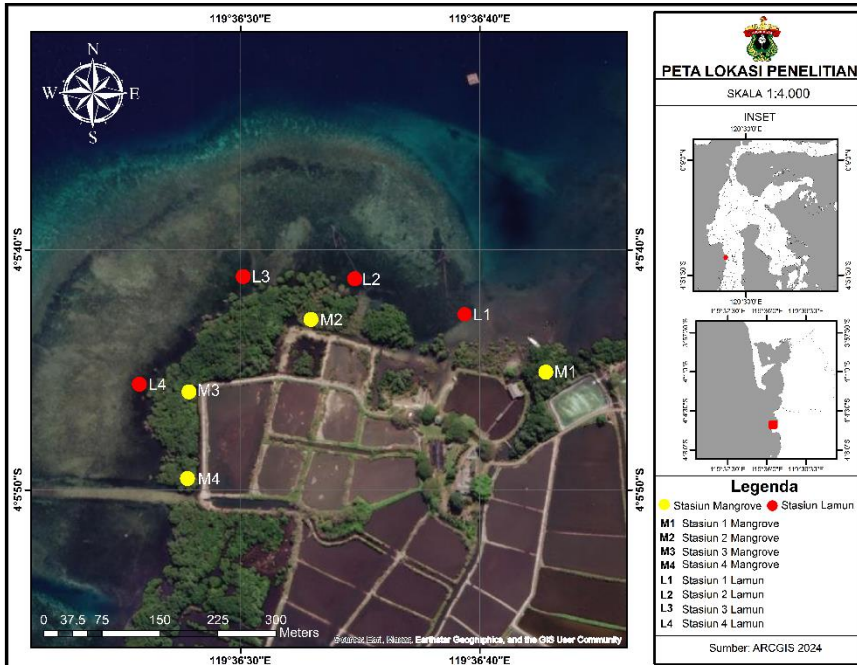 119°36'30"E
119°36'40"E
N
W
E
S
4°5'40"S
4°5'40"S
L3
L2
L1
M2
M1
L4
M3
M4
4°5'50"S
4°5'50"S
0 37.5 75 150 225 300
Meters
Earthstar Geographics, and the GIS User Community
119°36'30"E
119°36'40"E
PETA LOKASI PENELITIAN
SKALA 1:4.000
INSET
Legenda
Stasiun Mangrove
Stasiun Lamun
M1 Stasiun 1 Mangrove
M2 Stasiun 2 Mangrove
M3 Stasiun 3 Mangrove
M4 Stasiun 4 Mangrove
L1 Stasiun 1 Lamun
L2 Stasiun 2 Lamun
L3 Stasiun 3 Lamun
L4 Stasiun 4 Lamun
Sumber: ARCGIS 2024